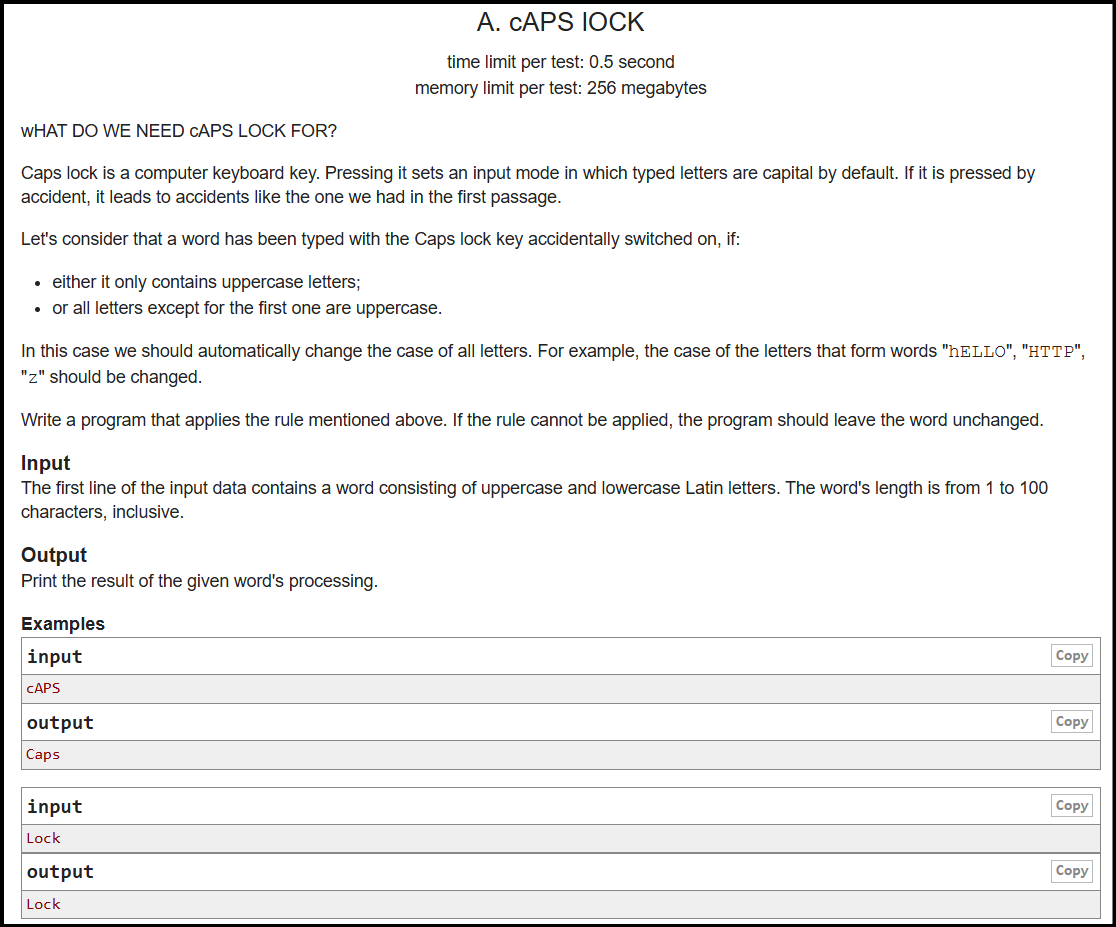 A. cAPS lOCK
time limit per test: 0.5 second
memory limit per test: 256 megabytes
wHAT DO WE NEED cAPS LOCK FOR?
Caps lock is a computer keyboard key. Pressing it sets an input mode in which typed letters are capital by default. If it is pressed by
accident, it leads to accidents like the one we had in the first passage.
Let's consider that a word has been typed with the Caps lock key accidentally switched on, if:
• either it only contains uppercase letters;
• or all letters except for the first one are uppercase.
In this case we should automatically change the case of all letters. For example, the case of the letters that form words "hELLO", "HTTP",
"z" should be changed.
Write a program that applies the rule mentioned above. If the rule cannot be applied, the program should leave the word unchanged.
Input
The first line of the input data contains a word consisting of uppercase and lowercase Latin letters. The word's length is from 1 to 100
characters, inclusive.
Output
Print the result of the given word's processing.
Examples
input Copy
cAPS
output Copy
Caps
input Copy
Lock
output Copy
Lock